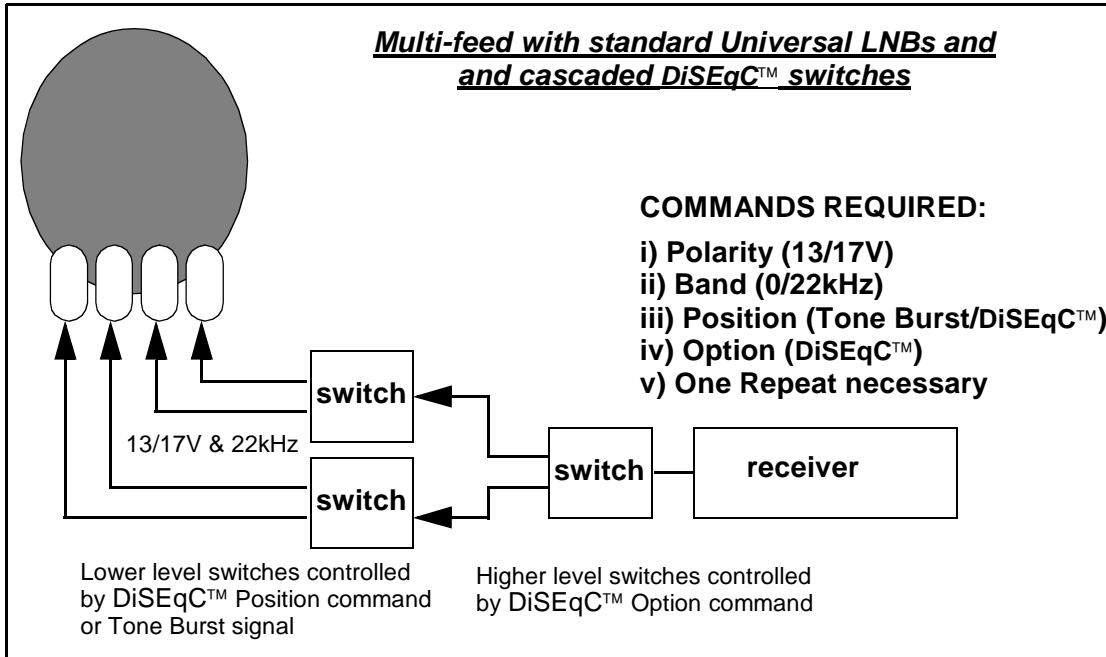 Multi-feed with standard Universal LNBs and
and cascaded DiSEqC™ switches
COMMANDS REQUIRED:
i) Polarity (13/17V)
ii) Band (0/22kHz)
iii) Position (Tone Burst/DiSEqC™)
iv) Option (DiSEqC™)
v) One Repeat necessary
switch
13/17V & 22kHz
switch
switch
receiver
Lower level switches controlled
by DiSEqC™ Position command
or Tone Burst signal
Higher level switches controlled
by DiSEqC™ Option command